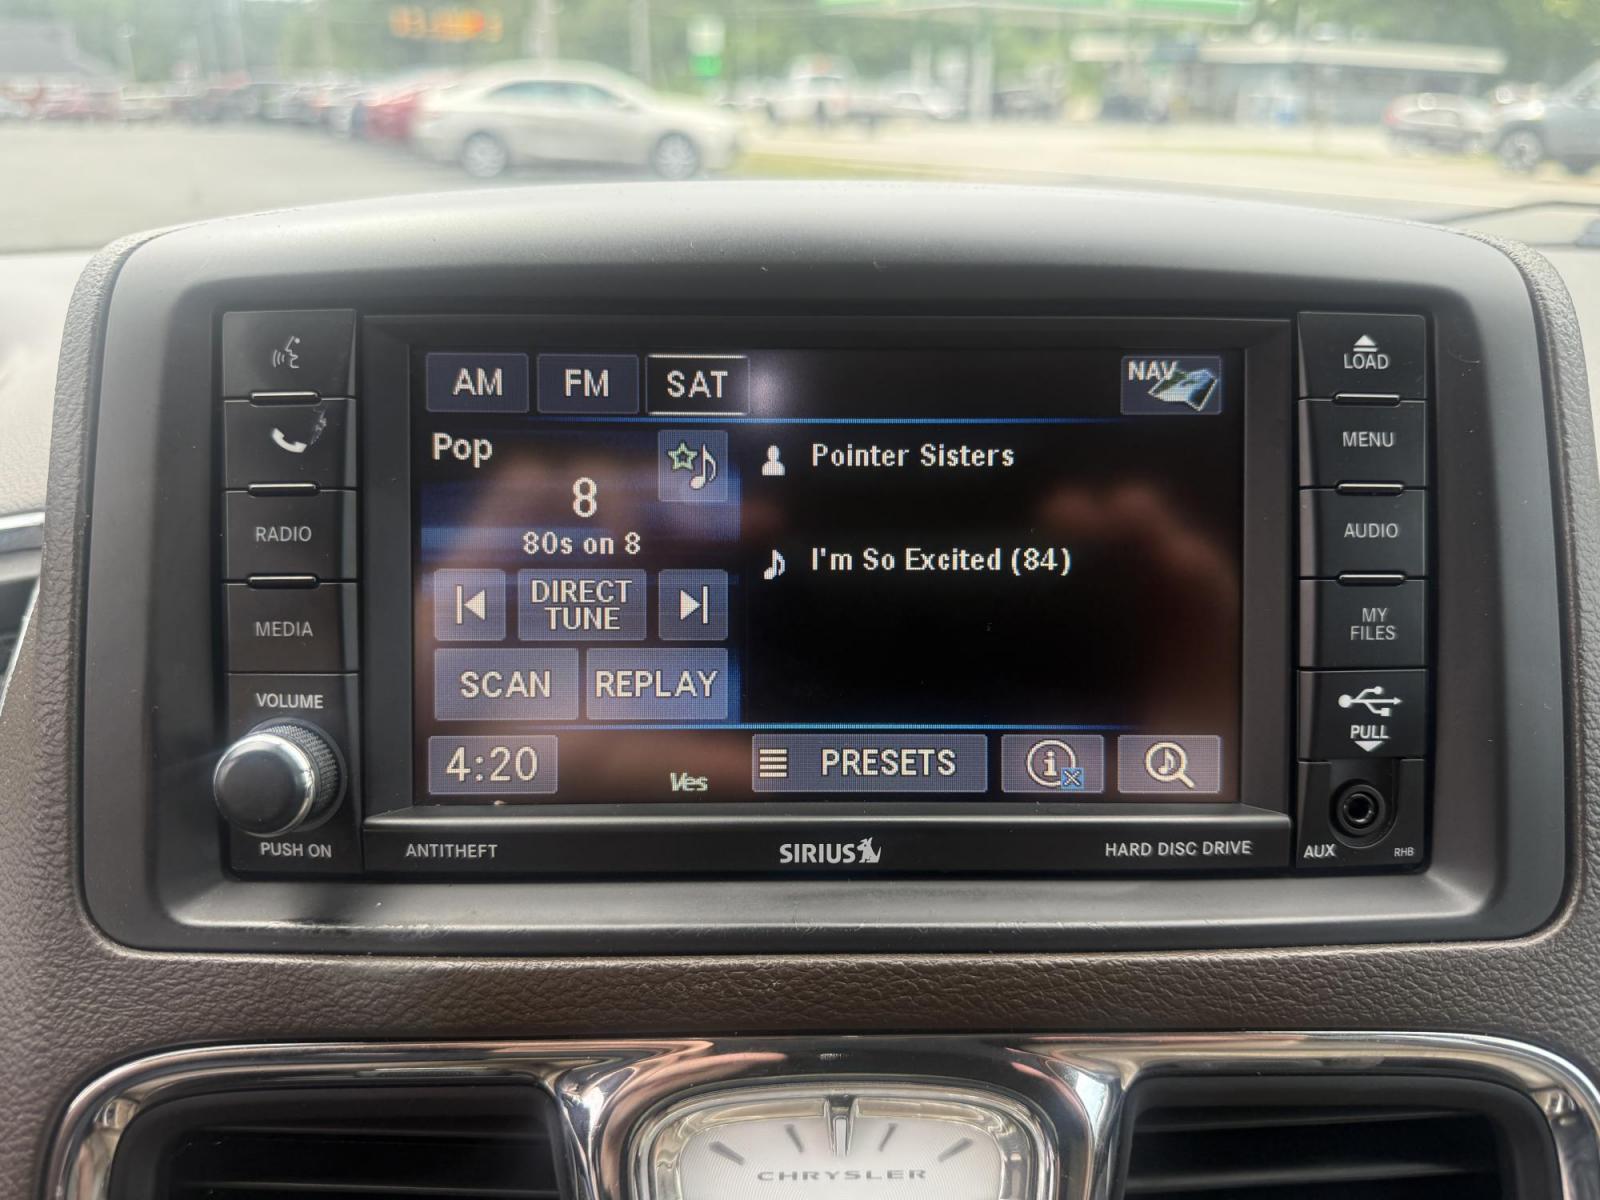 AM
FM
SAT
NAV
Pop
8
80s on 8
DIRECT
TUNE
SCAN
REPLAY
Pointer Sisters
I'm So Excited (84)
4:20
Ves
PRESETS
RADIO
MEDIA
VOLUME
PUSH ON
LOAD
MENU
AUDIO
MY
FILES
PULL
AUX
RHB
ANTITHEFT
SIRIUS
HARD DISC DRIVE
CHRYSLER